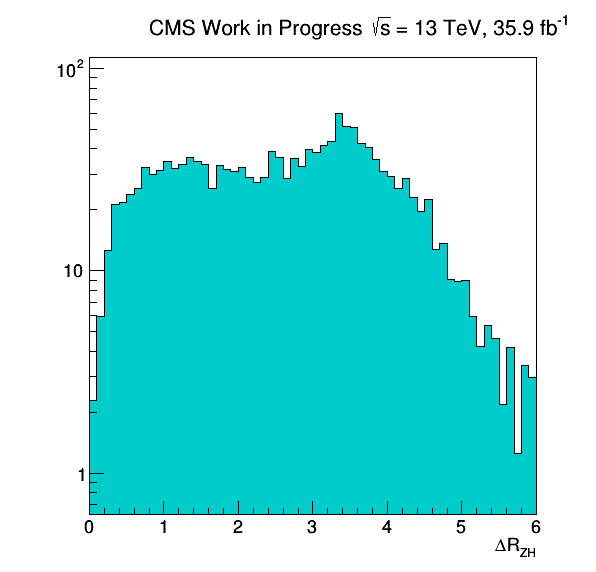 CMS Work in Progress √s = 13 TeV, 35.9 fb⁻¹
10²
10
1
0 1 2 3 4 5 6
ΔR_ZH